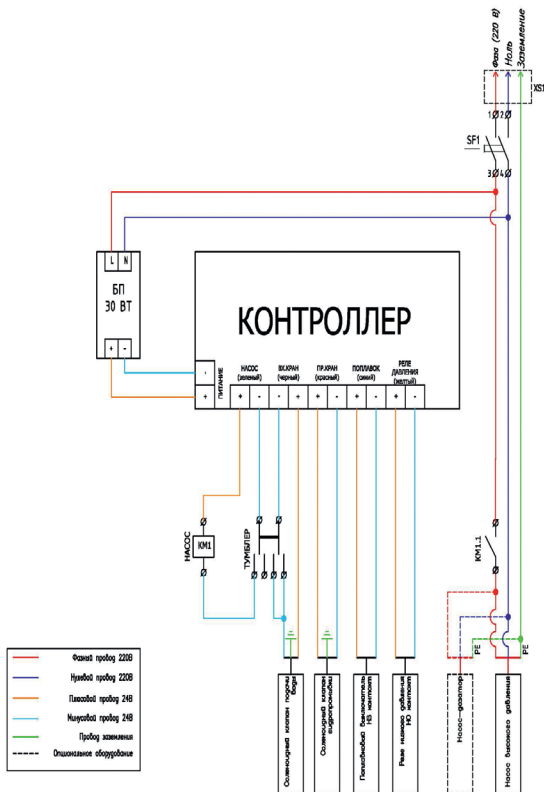 Фаза (220 В)
Ноль
Заземление
XS1
1 2
SF1
3 4
L N
БП
30 ВТ
+ -
КОНТРОЛЛЕР
-
+
ПИТАНИЕ
НАСОС
(зеленый)
ВХ.КРАН
(черный)
ПР.КРАН
(красный)
ПОПЛАВОК
(синий)
РЕЛЕ
ДАВЛЕНИЯ
(желтый)
+ - - + + - + - + -
НАСОС
KM1
ТУМБЛЕР
KM1.1
PE
PE
Соленоидный клапан подачи
воды
Соленоидный клапан
гидропромывки
Поплавковый выключатель
НЗ контакт
Реле низкого давления
НО контакт
Насос-дозатор
Насос высокого давления
Фазный провод 220В
Нулевой провод 220В
Плюсовой провод 24В
Минусовой провод 24В
Провод заземления
Опциональное оборудование